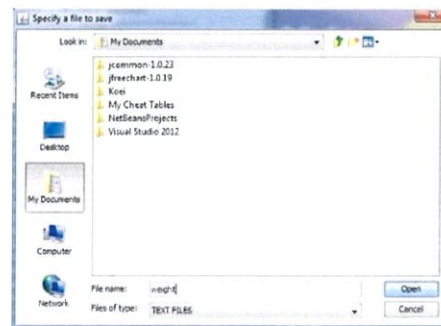 Specify a file to save
Look in: My Documents
jcommon-1.0.23
jfreechart-1.0.19
Koei
My Cheat Tables
NetBeansProjects
Visual Studio 2012
Recent Items
Desktop
My Documents
Computer
Network
File name: weight
Open
Files of type: TEXT FILES
Cancel